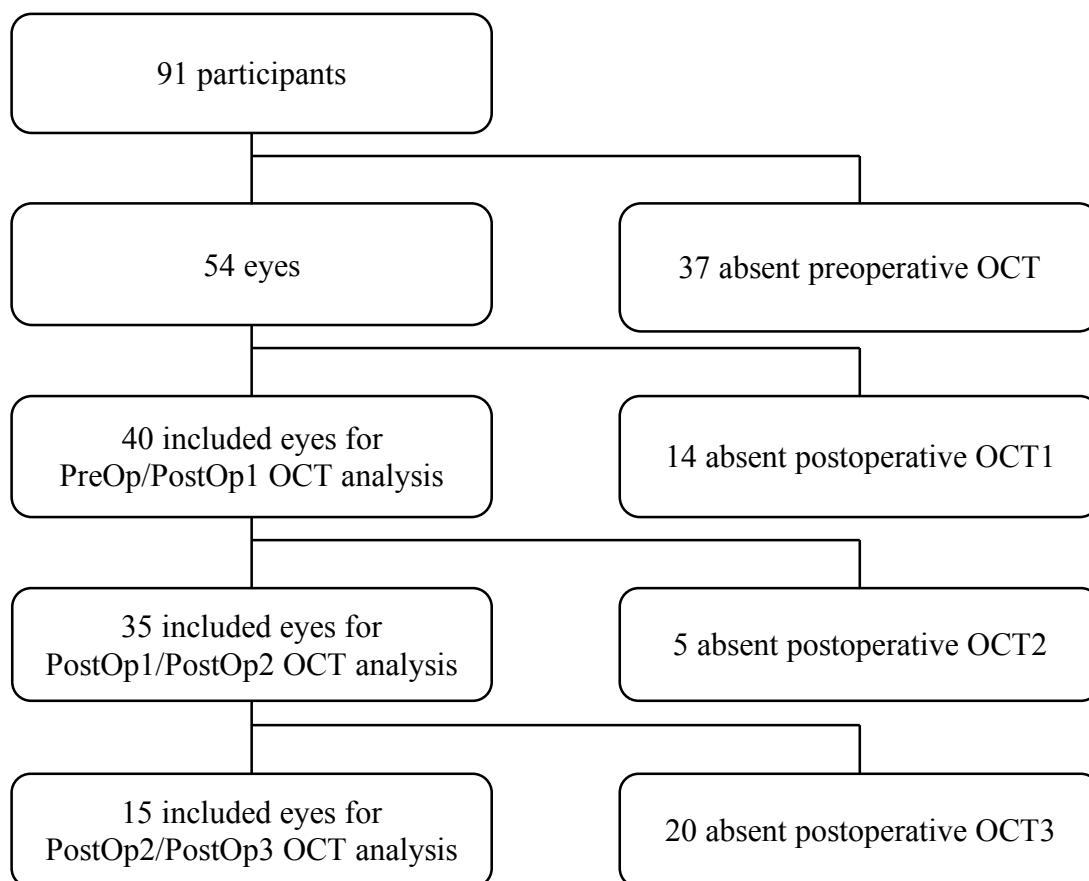 91 participants
54 eyes
37 absent preoperative OCT
40 included eyes for
PreOp/PostOp1 OCT analysis
14 absent postoperative OCT1
35 included eyes for
PostOp1/PostOp2 OCT analysis
5 absent postoperative OCT2
15 included eyes for
PostOp2/PostOp3 OCT analysis
20 absent postoperative OCT3